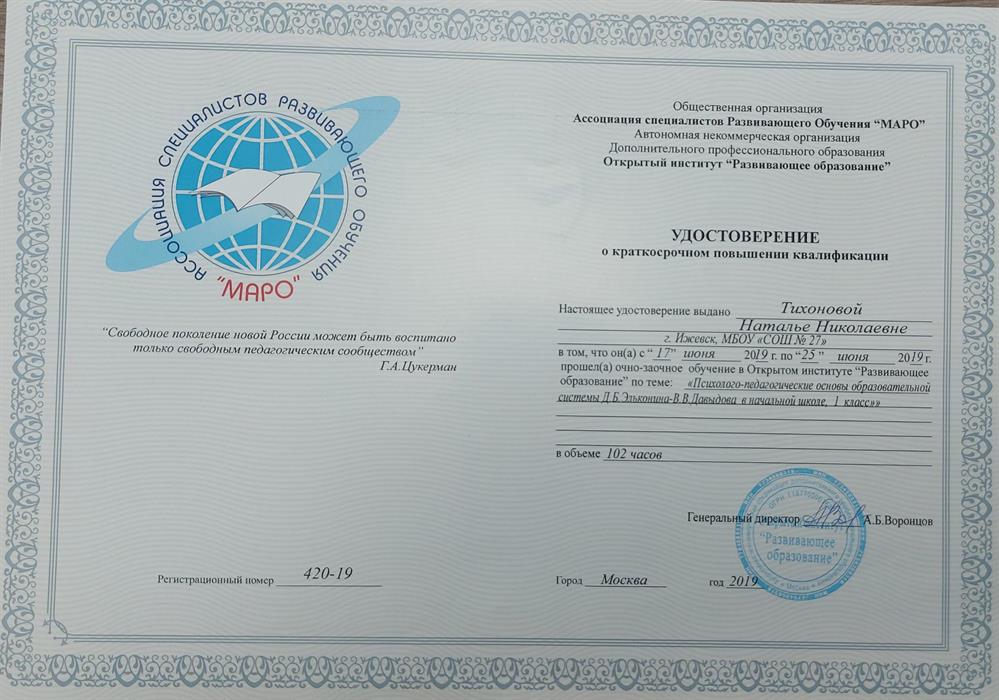 АССОЦИАЦИЯ СПЕЦИАЛИСТОВ РАЗВИВАЮЩЕГО ОБУЧЕНИЯ
"МАРО"
"Свободное поколение новой России может быть воспитано
только свободным педагогическим сообществом"
Г.А.Цукерман
Регистрационный номер 420-19
Общественная организация
Ассоциация специалистов Развивающего Обучения "МАРО"
Автономная некоммерческая организация
Дополнительного профессионального образования
Открытый институт "Развивающее образование"
УДОСТОВЕРЕНИЕ
о краткосрочном повышении квалификации
Настоящее удостоверение выдано Тихоновой
Наталье Николаевне
г. Ижевск, МБОУ «СОШ № 27»
в том, что он(а) с "17" июня 2019 г. по "25" июня 2019 г.
прошел(а) очно-заочное обучение в Открытом институте "Развивающее
образование" по теме: «Психолого-педагогические основы образовательной
системы Д.Б.Эльконина-В.В.Давыдова в начальной школе, 1 класс»»
в объеме 102 часов
Генеральный директор А.Б.Воронцов
"Развивающее
образование"
Город Москва год 2019